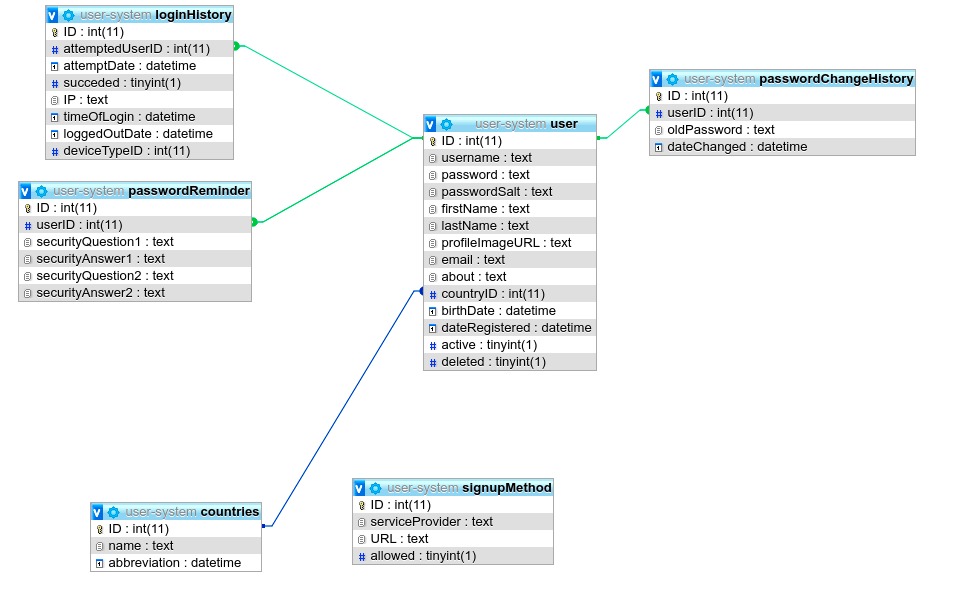 user-system loginHistory
ID : int(11)
attemptedUserID : int(11)
attemptDate : datetime
succeded : tinyint(1)
IP : text
timeOfLogin : datetime
loggedOutDate : datetime
deviceTypeID : int(11)
user-system passwordReminder
ID : int(11)
userID : int(11)
securityQuestion1 : text
securityAnswer1 : text
securityQuestion2 : text
securityAnswer2 : text
user-system user
ID : int(11)
username : text
password : text
passwordSalt : text
firstName : text
lastName : text
profileImageURL : text
email : text
about : text
countryID : int(11)
birthDate : datetime
dateRegistered : datetime
active : tinyint(1)
deleted : tinyint(1)
user-system passwordChangeHistory
ID : int(11)
userID : int(11)
oldPassword : text
dateChanged : datetime
user-system countries
ID : int(11)
name : text
abbreviation : datetime
user-system signupMethod
ID : int(11)
serviceProvider : text
URL : text
allowed : tinyint(1)